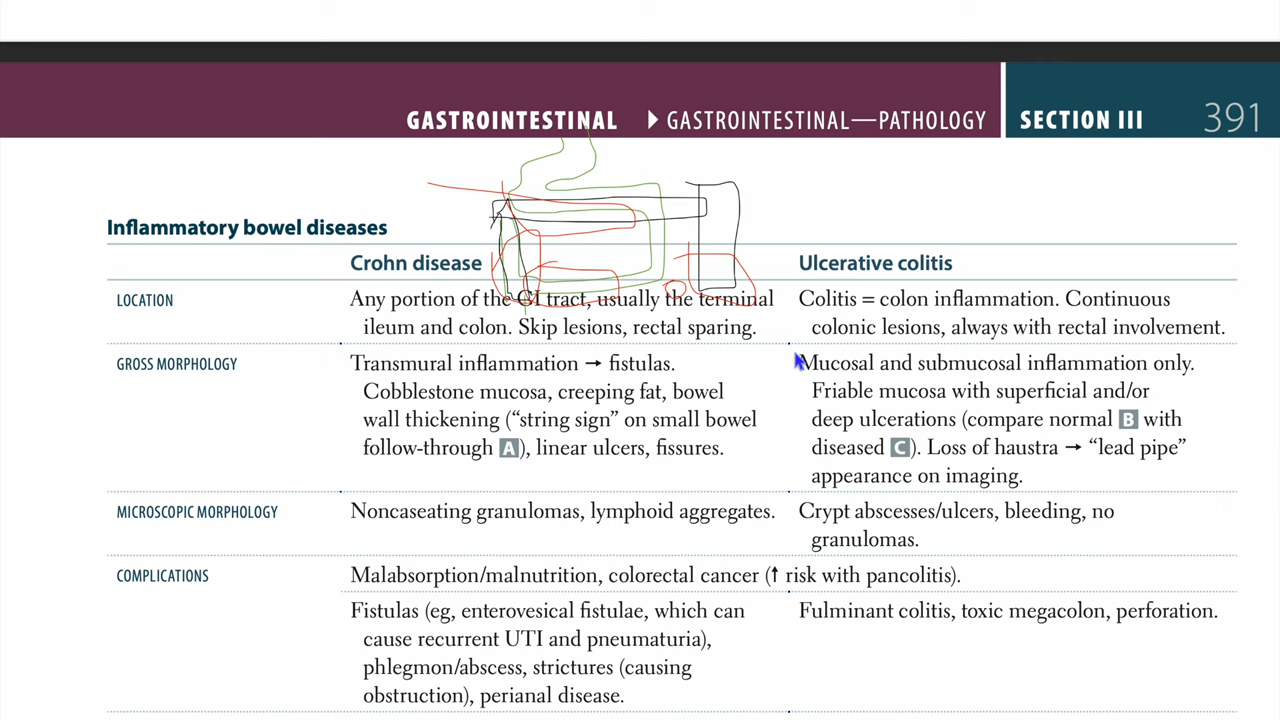 GASTROINTESTINAL ▶ GASTROINTESTINAL—PATHOLOGY SECTION III 391
Inflammatory bowel diseases
Crohn disease Ulcerative colitis
LOCATION
Any portion of the GI tract, usually the terminal
ileum and colon. Skip lesions, rectal sparing.
Colitis = colon inflammation. Continuous
colonic lesions, always with rectal involvement.
GROSS MORPHOLOGY
Transmural inflammation → fistulas.
Cobblestone mucosa, creeping fat, bowel
wall thickening (“string sign” on small bowel
follow-through A), linear ulcers, fissures.
Mucosal and submucosal inflammation only.
Friable mucosa with superficial and/or
deep ulcerations (compare normal B with
diseased C). Loss of haustra → “lead pipe”
appearance on imaging.
MICROSCOPIC MORPHOLOGY
Noncaseating granulomas, lymphoid aggregates.
Crypt abscesses/ulcers, bleeding, no
granulomas.
COMPLICATIONS
Malabsorption/malnutrition, colorectal cancer (↑ risk with pancolitis).
Fistulas (eg, enterovesical fistulae, which can
cause recurrent UTI and pneumaturia),
phlegmon/abscess, strictures (causing
obstruction), perianal disease.
Fulminant colitis, toxic megacolon, perforation.